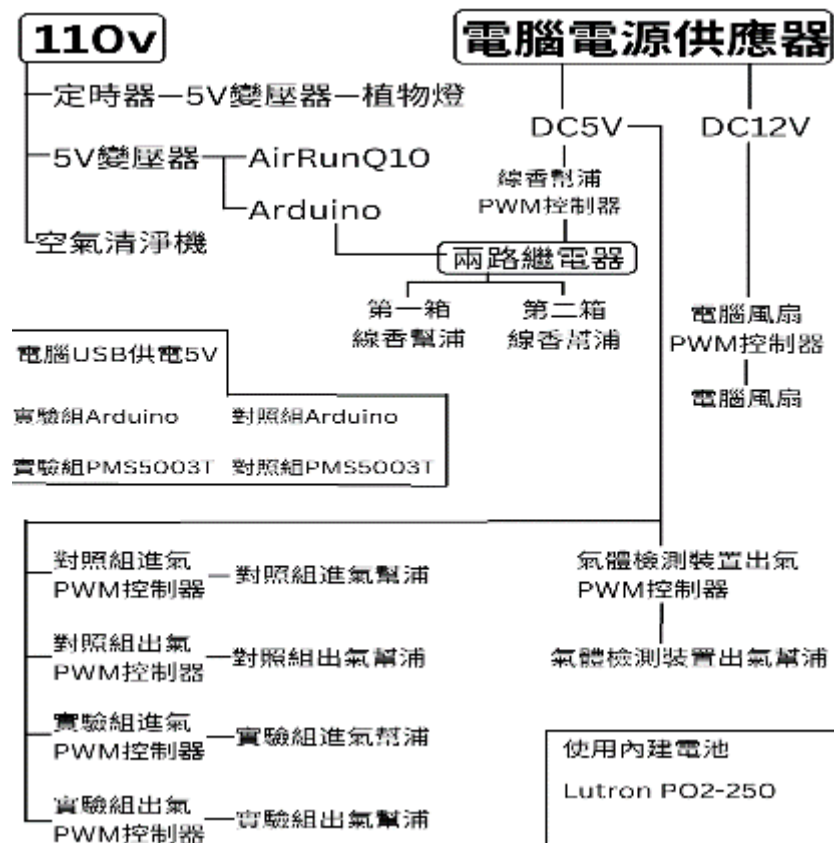 110v
定時器 5V變壓器 植物燈
5V變壓器 AirRunQ10
Arduino
空氣清淨機
電腦電源供應器
DC5V
DC12V
線香幫浦
PWM控制器
兩路繼電器
第一箱
線香幫浦
第二箱
線香幫浦
電腦風扇
PWM控制器
電腦風扇
電腦USB供電5V
實驗組Arduino
對照組Arduino
實驗組PMS5003T
對照組PMS5003T
對照組進氣
PWM控制器
對照組進氣幫浦
對照組出氣
PWM控制器
對照組出氣幫浦
實驗組進氣
PWM控制器
實驗組進氣幫浦
實驗組出氣
PWM控制器
實驗組出氣幫浦
氣體檢測裝置出氣
PWM控制器
氣體檢測裝置出氣幫浦
使用內建電池
Lutron PO2-250